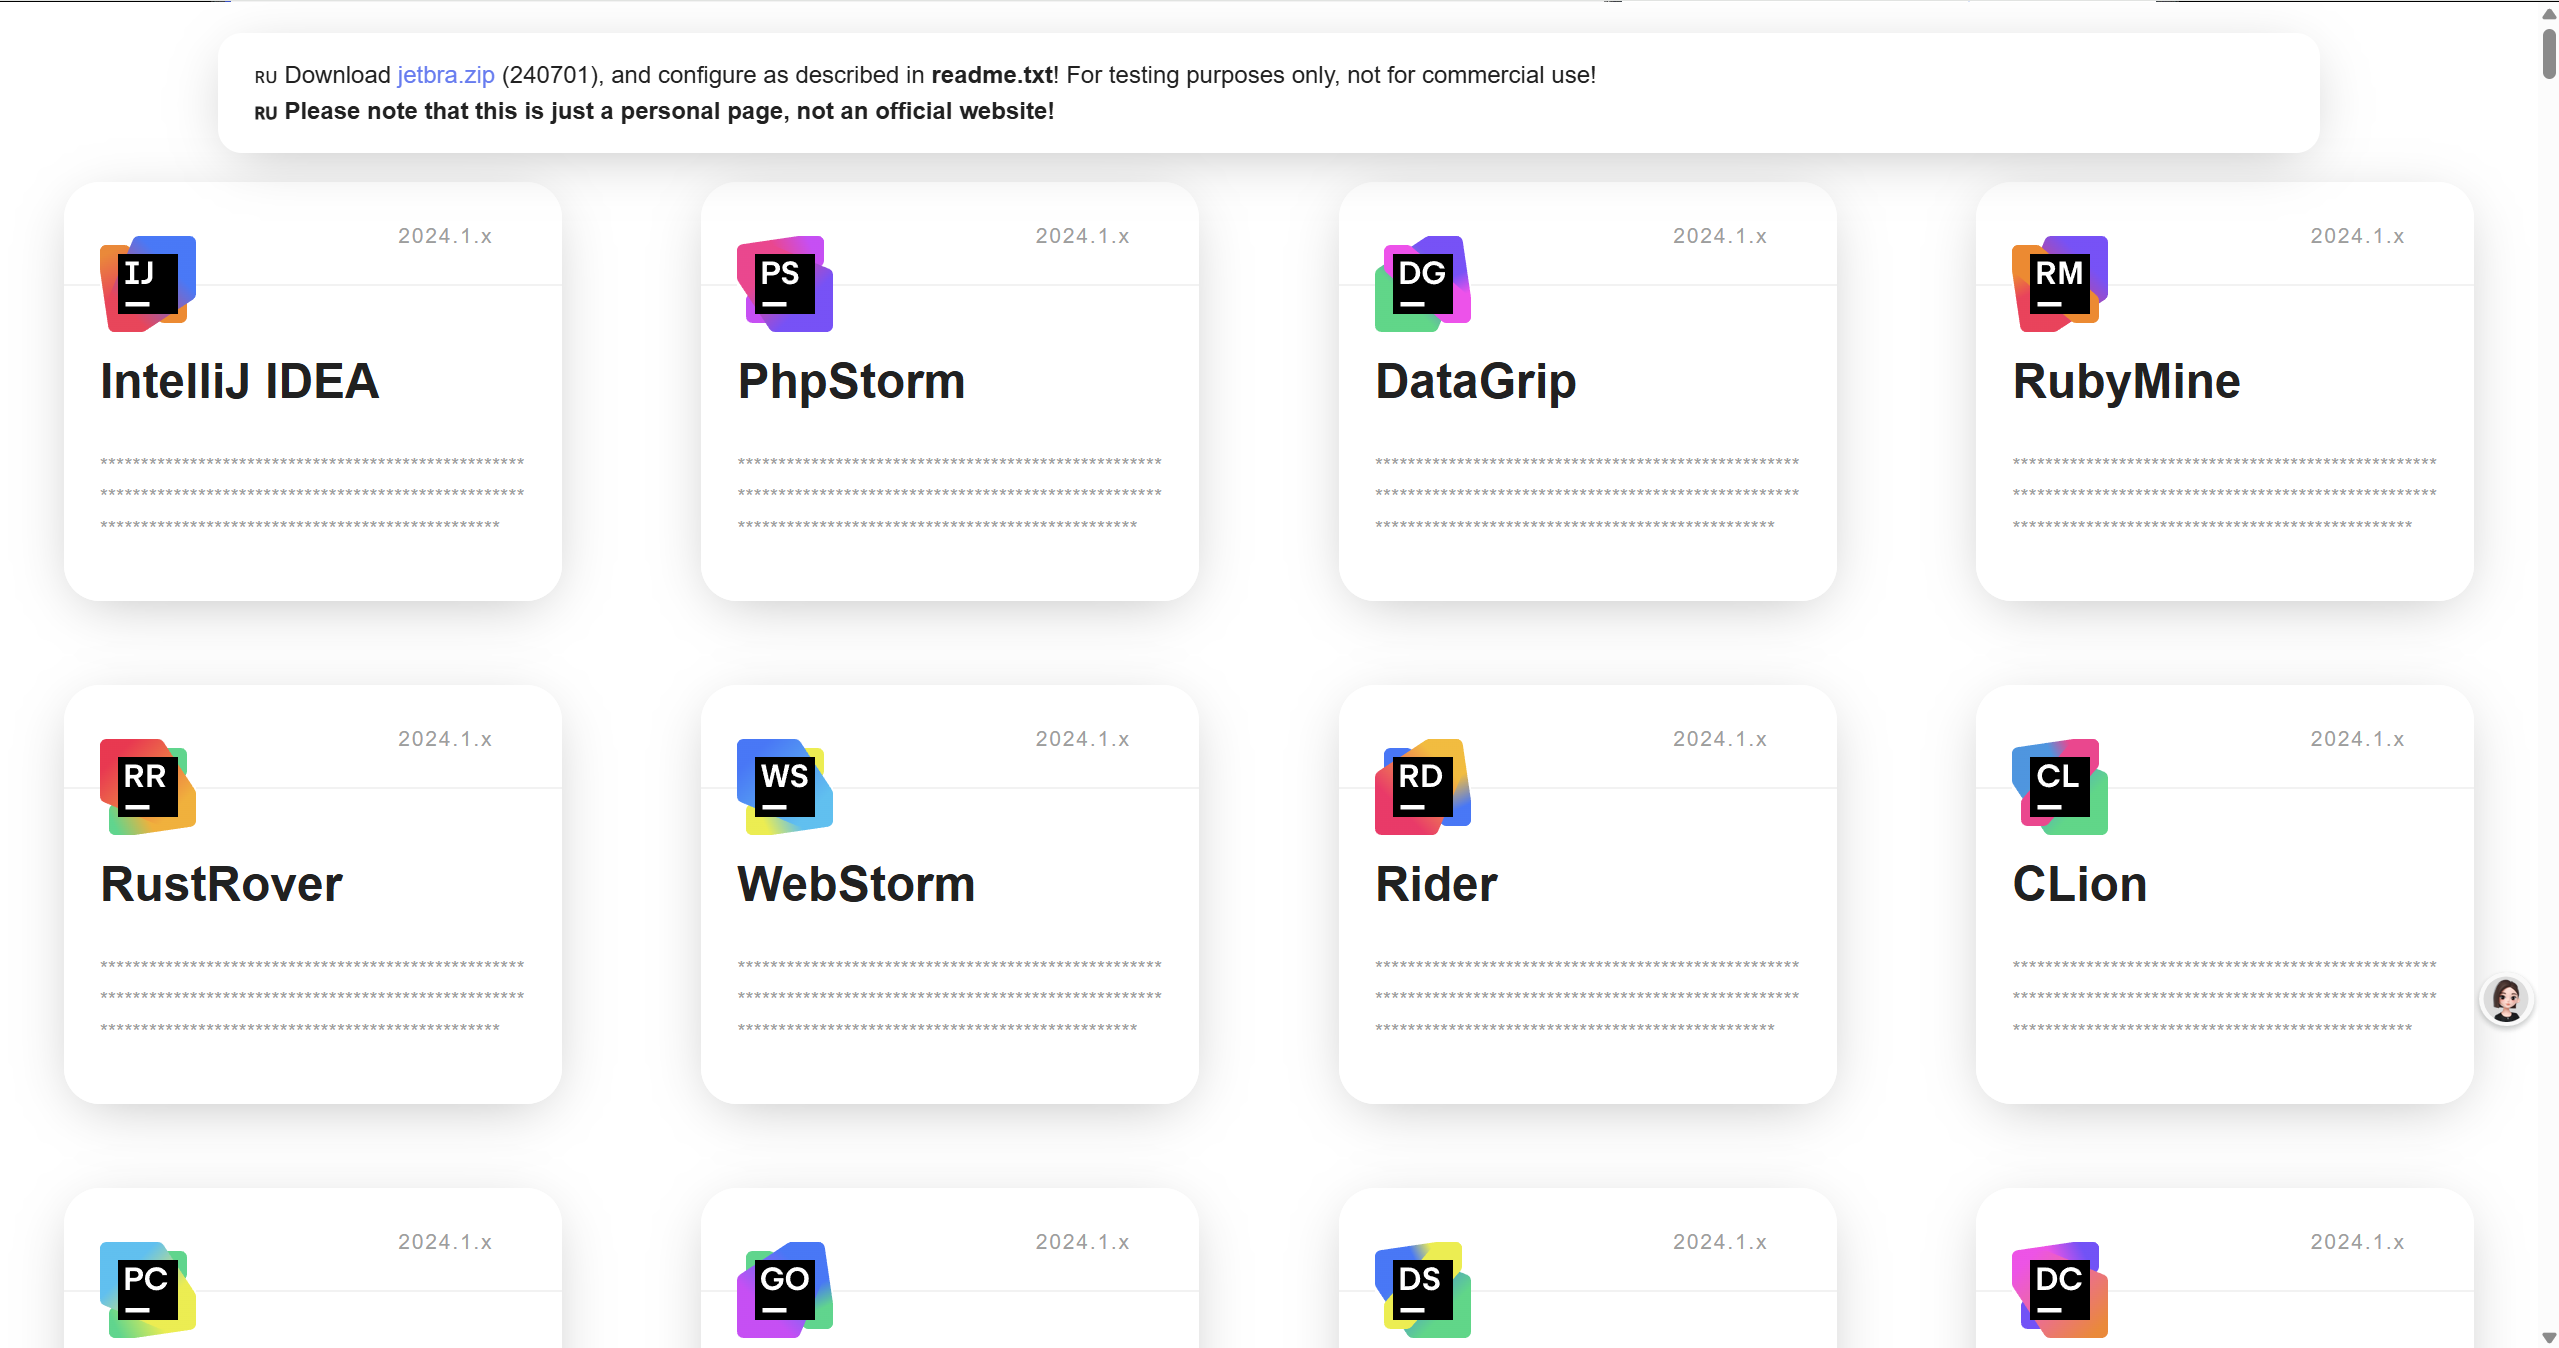 RU Download jetbra.zip (240701), and configure as described in readme.txt! For testing purposes only, not for commercial use!
RU Please note that this is just a personal page, not an official website!
2024.1.x
IJ
IntelliJ IDEA
****************************************************
****************************************************
*************************************************
2024.1.x
PS
PhpStorm
****************************************************
****************************************************
*************************************************
2024.1.x
DG
DataGrip
****************************************************
****************************************************
*************************************************
2024.1.x
RM
RubyMine
****************************************************
****************************************************
*************************************************
2024.1.x
RR
RustRover
****************************************************
****************************************************
*************************************************
2024.1.x
WS
WebStorm
****************************************************
****************************************************
*************************************************
2024.1.x
RD
Rider
****************************************************
****************************************************
*************************************************
2024.1.x
CL
CLion
****************************************************
****************************************************
*************************************************
2024.1.x
PC
2024.1.x
GO
2024.1.x
DS
2024.1.x
DC